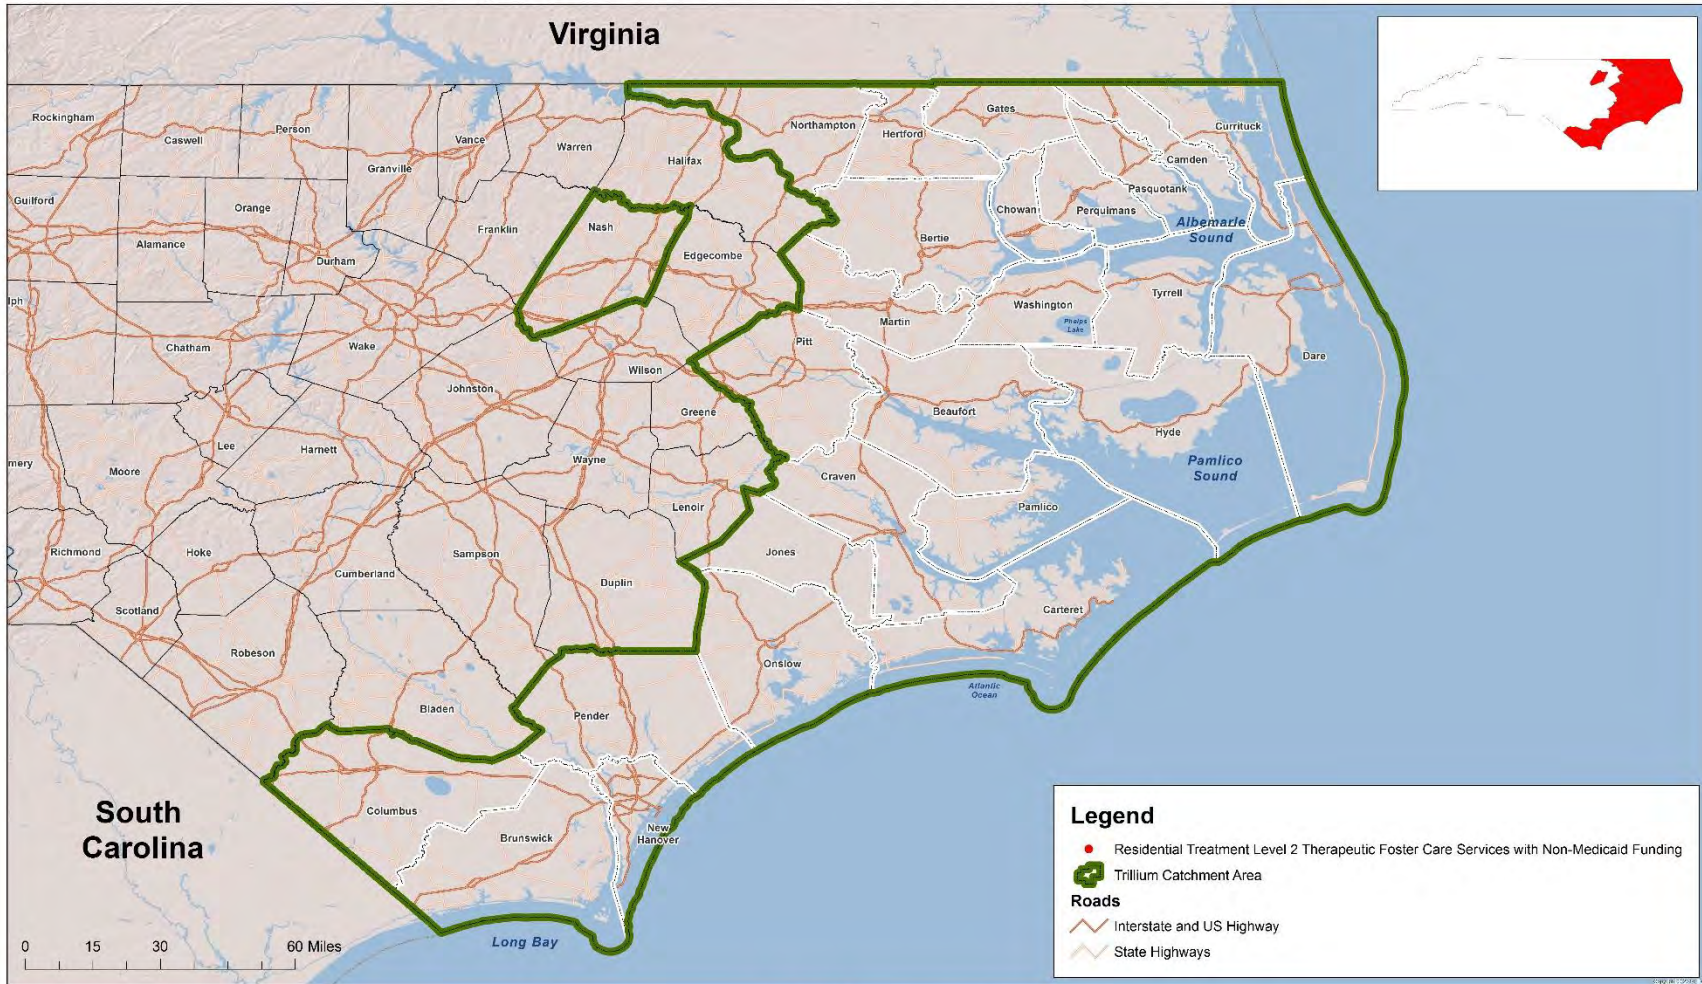 Virginia
Rockingham
Caswell
Person
Vance
Warren
Northampton
Hertford
Gates
Currituck
Granville
Halifax
Camden
Pasquotank
Guilford
Orange
Franklin
Nash
Chowan
Perquimans
Albemarle
Sound
Alamance
Durham
Edgecombe
Bertie
lph
Washington
Tyrrell
Phelps
Lake
Martin
Chatham
Wake
Pitt
Dare
Wilson
Johnston
Greene
Beaufort
Hyde
Lee
Harnett
mery
Moore
Wayne
Craven
Pamlico
Sound
Lenoir
Pamlico
Richmond
Hoke
Cumberland
Sampson
Duplin
Jones
Scotland
Carteret
Robeson
Onslow
Atlantic
Ocean
Bladen
Pender
South
Carolina
Columbus
Brunswick
New
Hanover
Long Bay
0 15 30 60 Miles
Legend
Residential Treatment Level 2 Therapeutic Foster Care Services with Non-Medicaid Funding
Trillium Catchment Area
Roads
Interstate and US Highway
State Highways